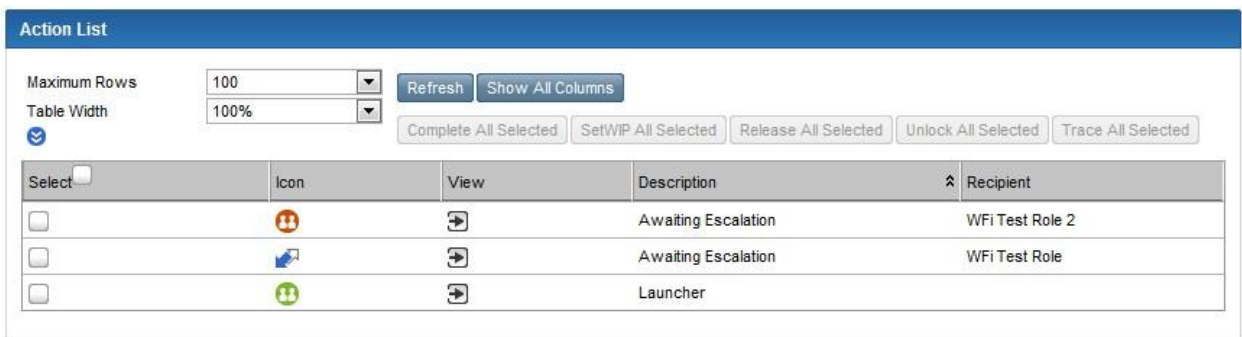 Action List
Maximum Rows 100 Refresh Show All Columns
Table Width 100%
Complete All Selected SetWIP All Selected Release All Selected Unlock All Selected Trace All Selected
Select Icon View Description Recipient
Awaiting Escalation WFi Test Role 2
Awaiting Escalation WFi Test Role
Launcher